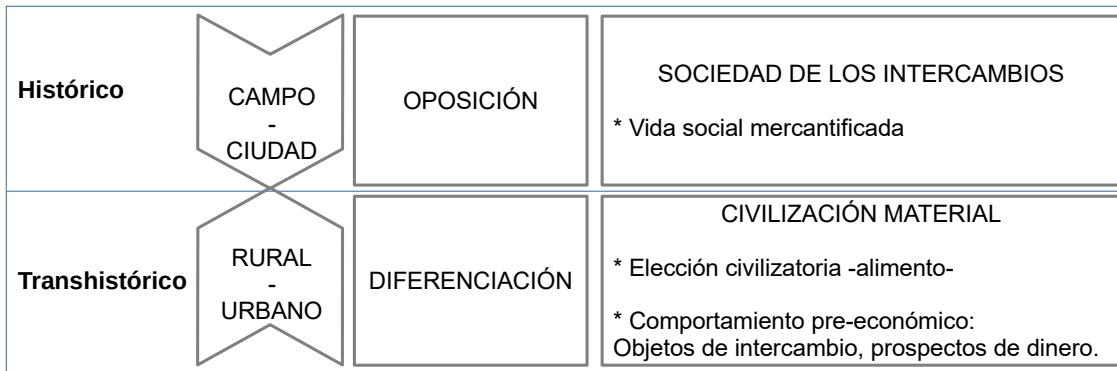 Histórico
CAMPO
-
CIUDAD
OPOSICIÓN
SOCIEDAD DE LOS INTERCAMBIOS
* Vida social mercantificada
Transhistórico
RURAL
-
URBANO
DIFERENCIACIÓN
CIVILIZACIÓN MATERIAL
* Elección civilizatoria -alimento-
* Comportamiento pre-económico:
Objetos de intercambio, prospectos de dinero.